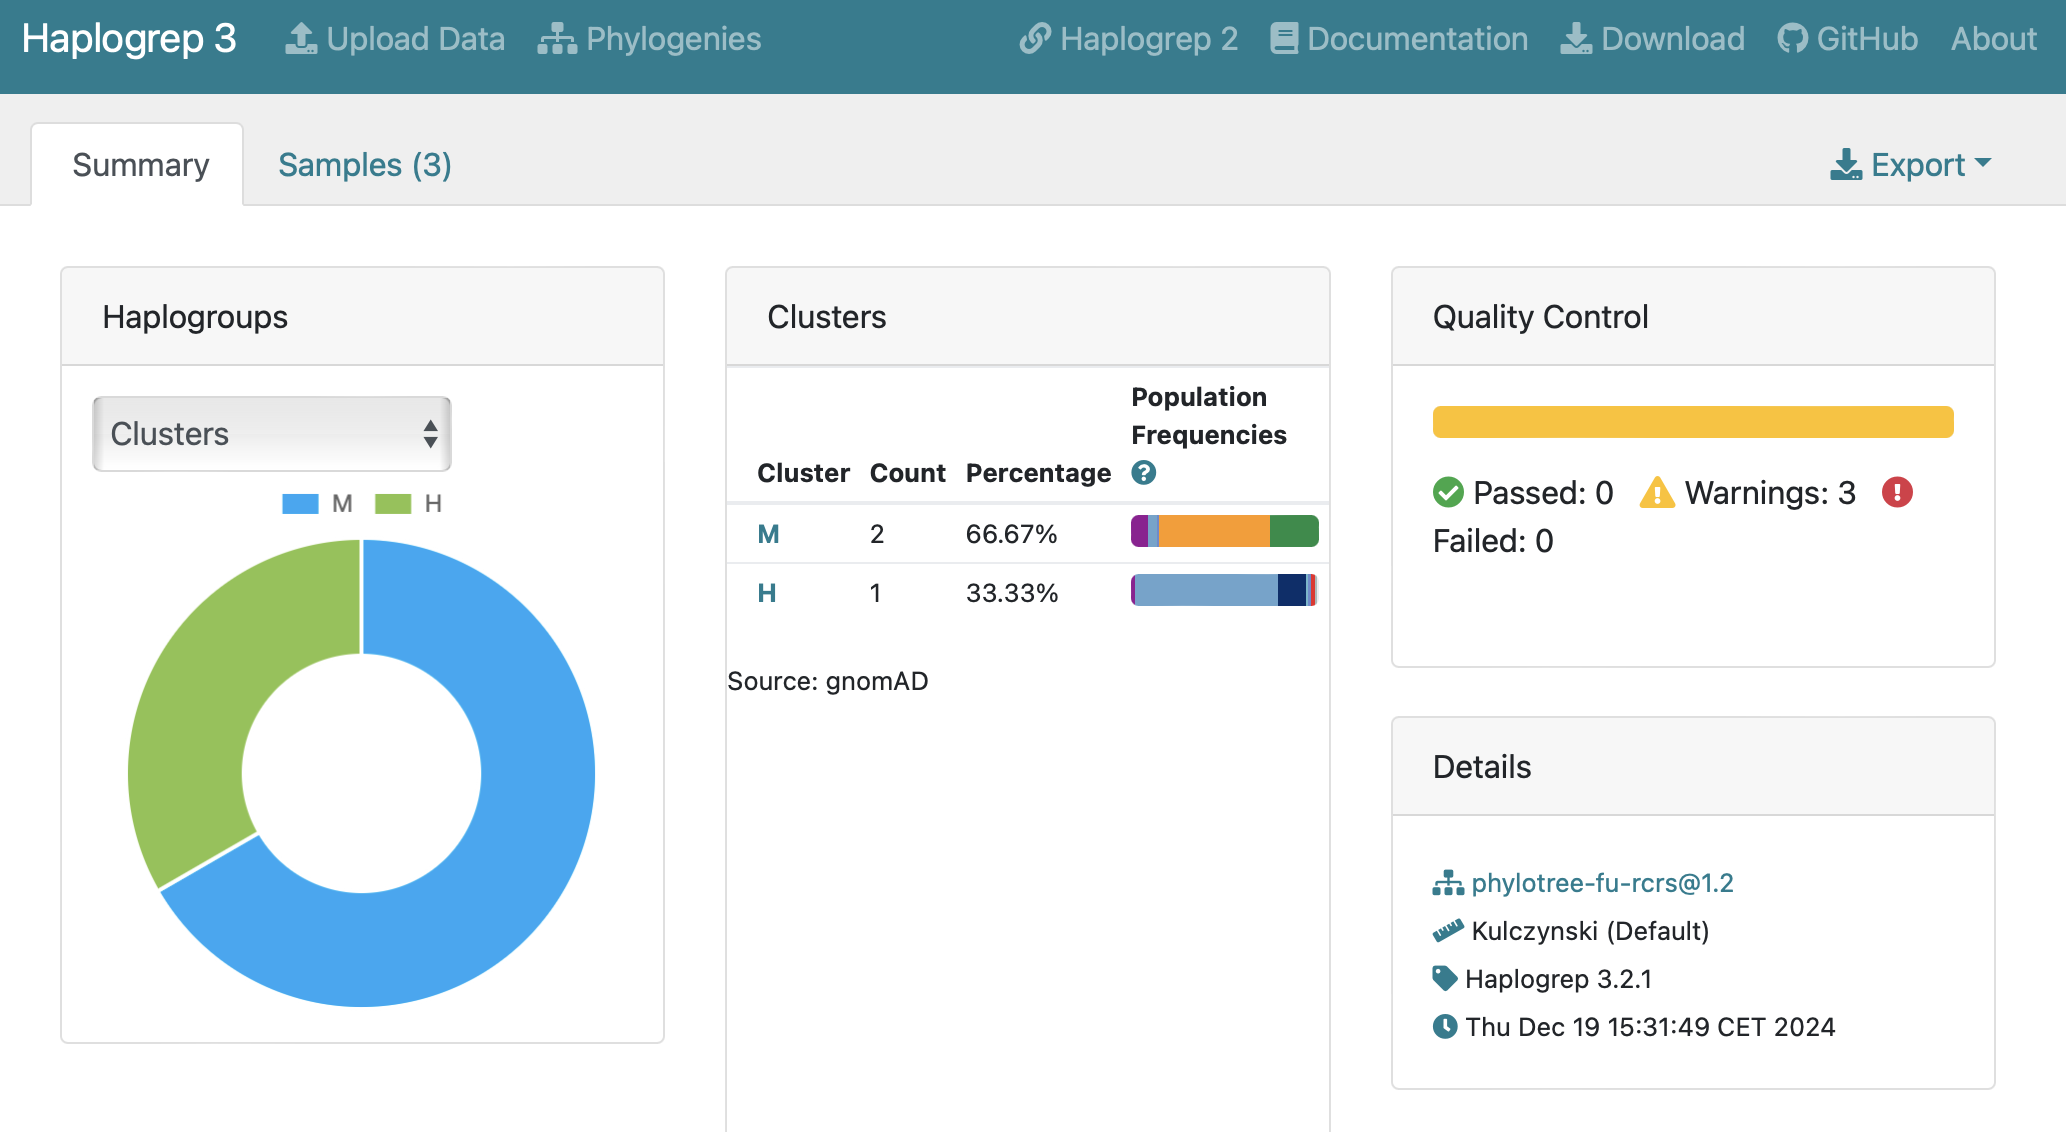 Haplogrep 3 Upload Data Phylogenies Haplogrep 2 Documentation Download GitHub About
Summary Samples (3) Export
Haplogroups
Clusters
M H
Clusters
Population
Frequencies
Cluster Count Percentage
M 2 66.67%
H 1 33.33%
Source: gnomAD
Quality Control
Passed: 0 Warnings: 3
Failed: 0
Details
phylotree-fu-rcrs@1.2
Kulczynski (Default)
Haplogrep 3.2.1
Thu Dec 19 15:31:49 CET 2024